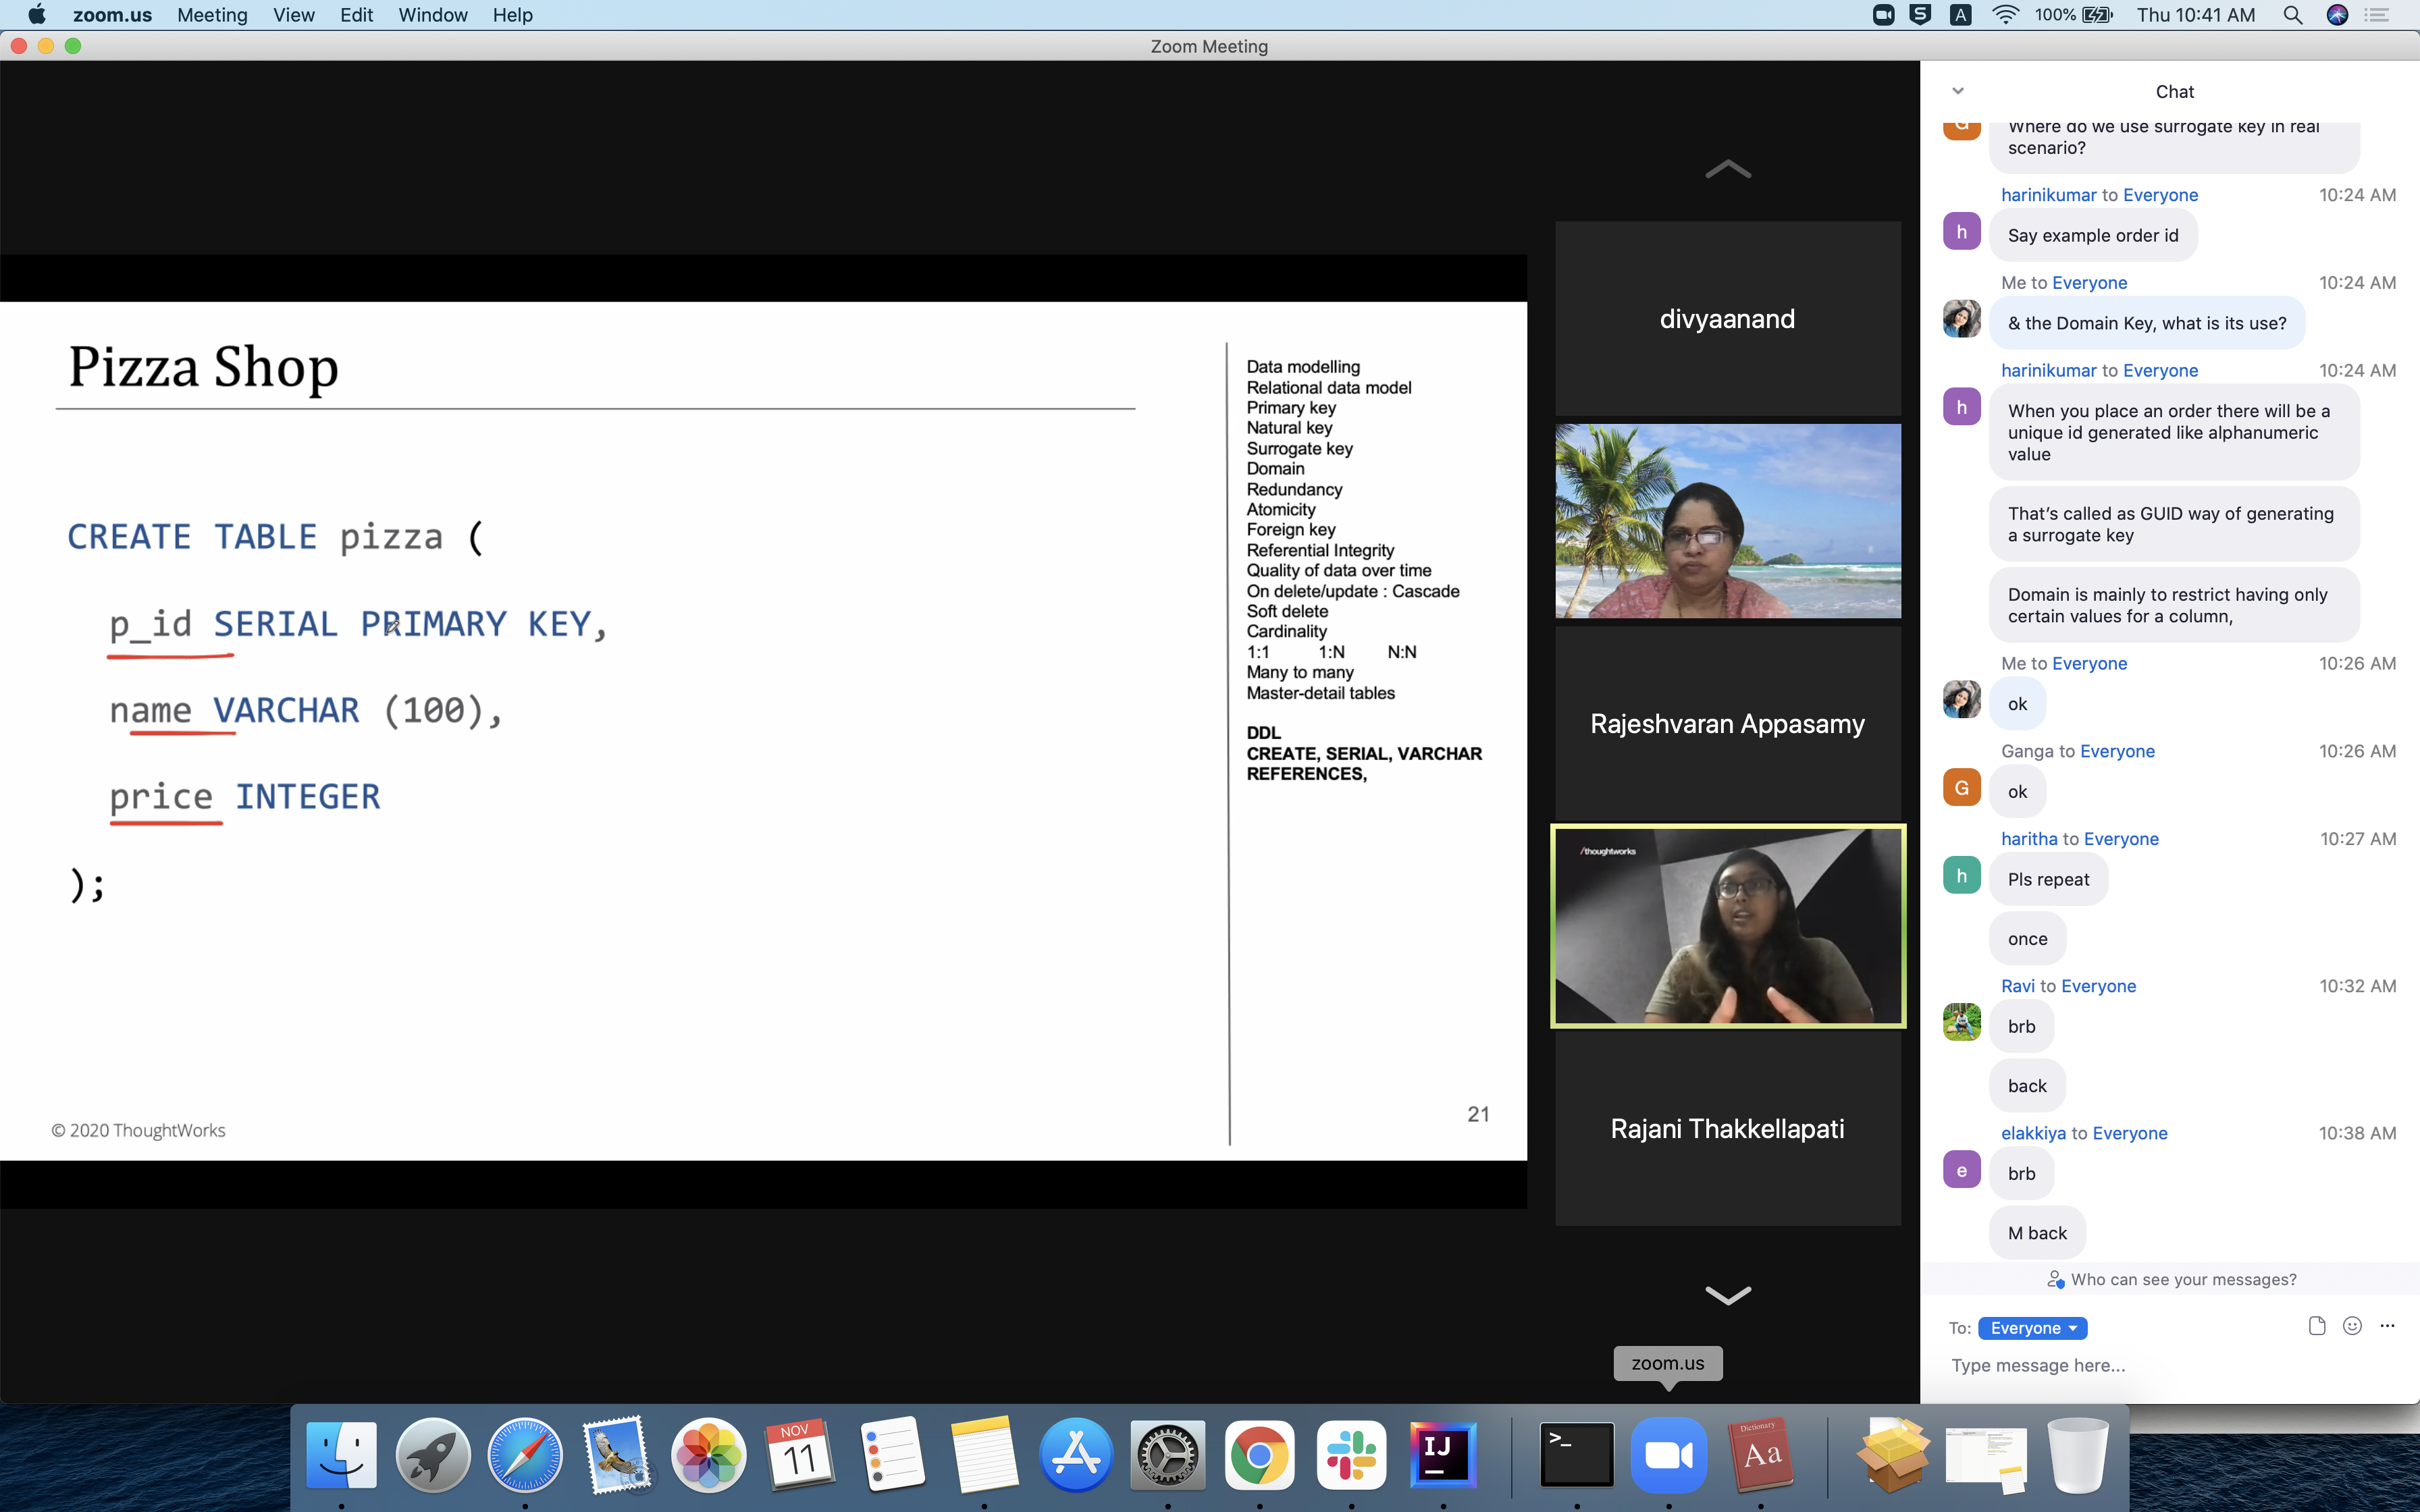 zoom.us Meeting View Edit Window Help
S A 100% Thu 10:41 AM
Zoom Meeting
Pizza Shop
CREATE TABLE pizza (
p_id SERIAL PRIMARY KEY,
name VARCHAR (100),
price INTEGER
);
© 2020 ThoughtWorks
Data modelling
Relational data model
Primary key
Natural key
Surrogate key
Domain
Redundancy
Atomicity
Foreign key
Referential Integrity
Quality of data over time
On delete/update : Cascade
Soft delete
Cardinality
1:1 1:N N:N
Many to many
Master-detail tables
DDL
CREATE, SERIAL, VARCHAR
REFERENCES,
21
divyaanand
Rajeshvaran Appasamy
/thoughtworks
Rajani Thakkellapati
Chat
G
Where do we use surrogate key in real
scenario?
harinikumar to Everyone 10:24 AM
h
Say example order id
Me to Everyone 10:24 AM
& the Domain Key, what is its use?
harinikumar to Everyone 10:24 AM
h
When you place an order there will be a
unique id generated like alphanumeric
value
That's called as GUID way of generating
a surrogate key
Domain is mainly to restrict having only
certain values for a column,
Me to Everyone 10:26 AM
ok
Ganga to Everyone 10:26 AM
G
ok
haritha to Everyone 10:27 AM
h
Pls repeat
once
Ravi to Everyone 10:32 AM
brb
back
elakkiya to Everyone 10:38 AM
e
brb
M back
Who can see your messages?
To: Everyone
Type message here...
zoom.us
NOV
11
IJ
>_
Dictionary
Aa